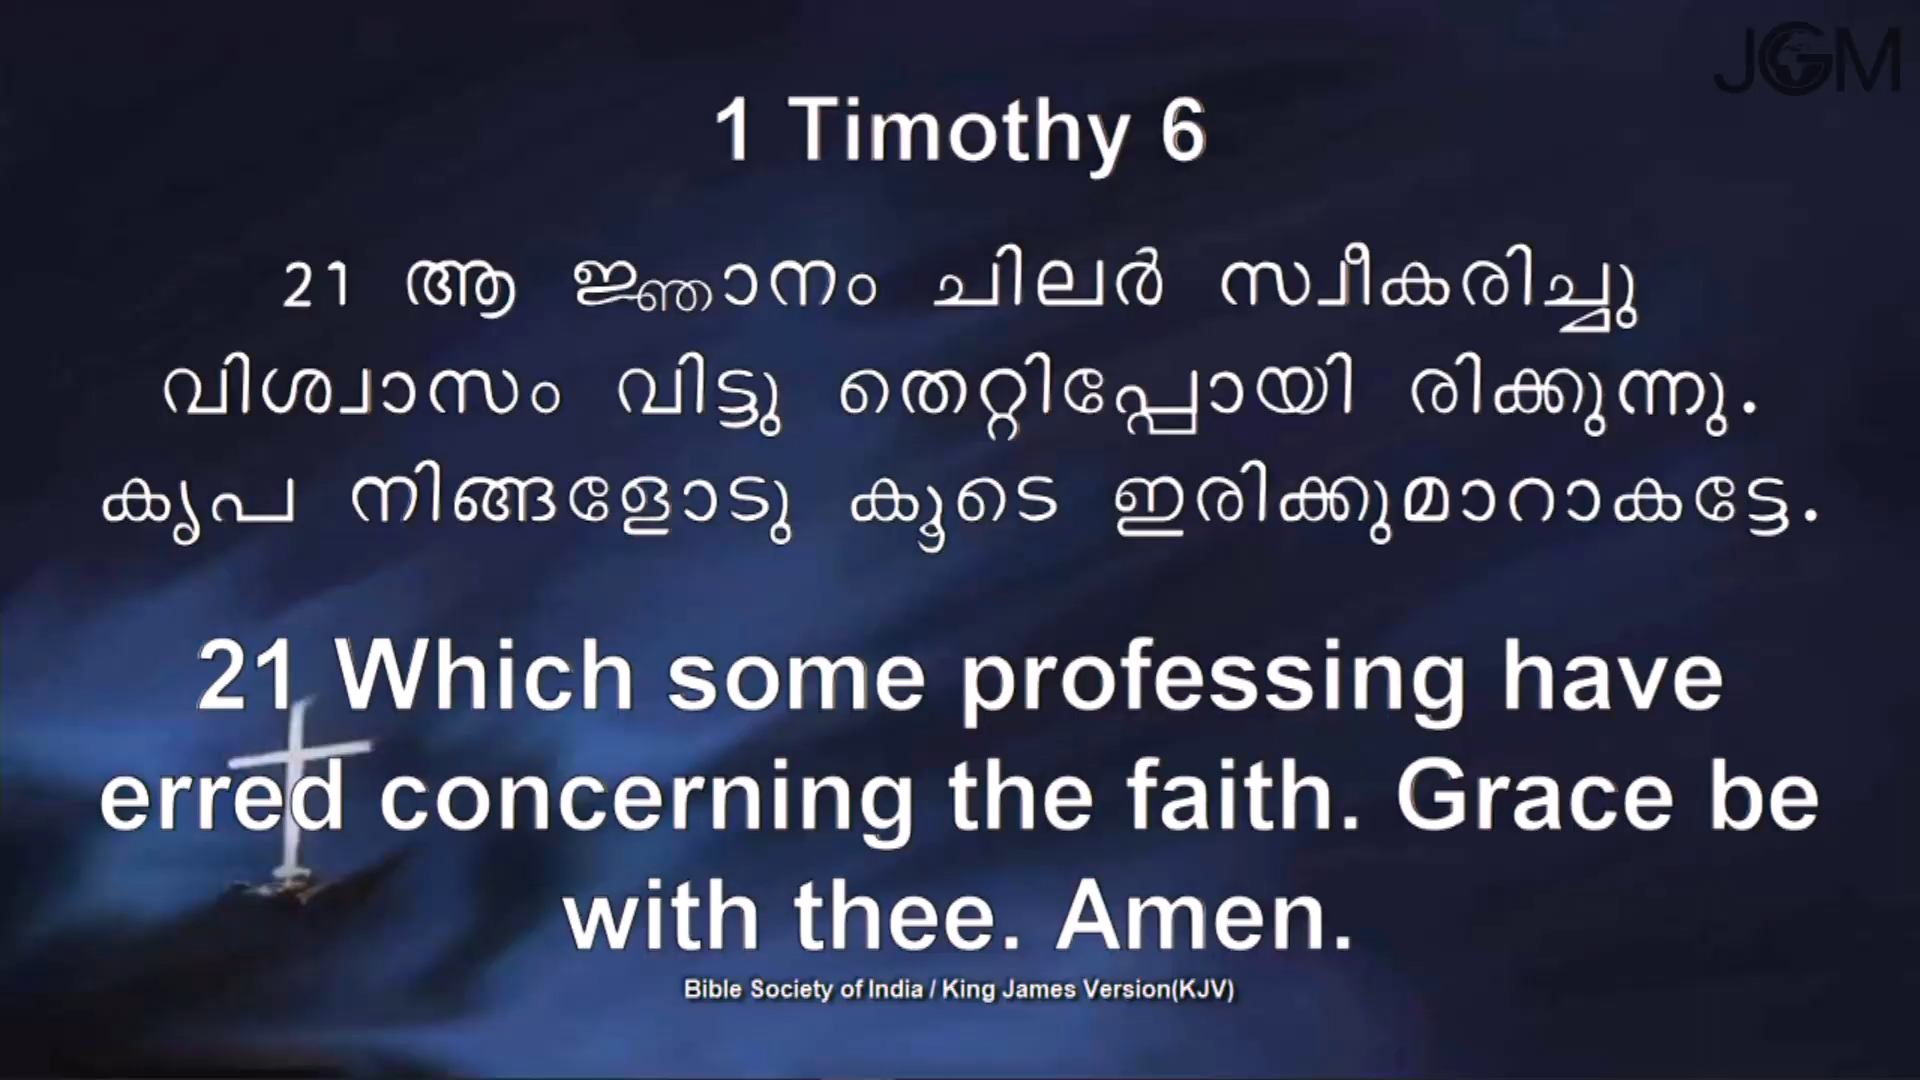 JGM
1 Timothy 6
21 ആ ജ്ഞാനം ചിലർ സ്വീകരിച്ചു
വിശ്വാസം വിട്ടു തെറ്റിപ്പോയി രിക്കുന്നു.
കൃപ നിങ്ങളോടു കൂടെ ഇരിക്കുമാറാകട്ടേ.
21 Which some professing have
erred concerning the faith. Grace be
with thee. Amen.
Bible Society of India / King James Version(KJV)